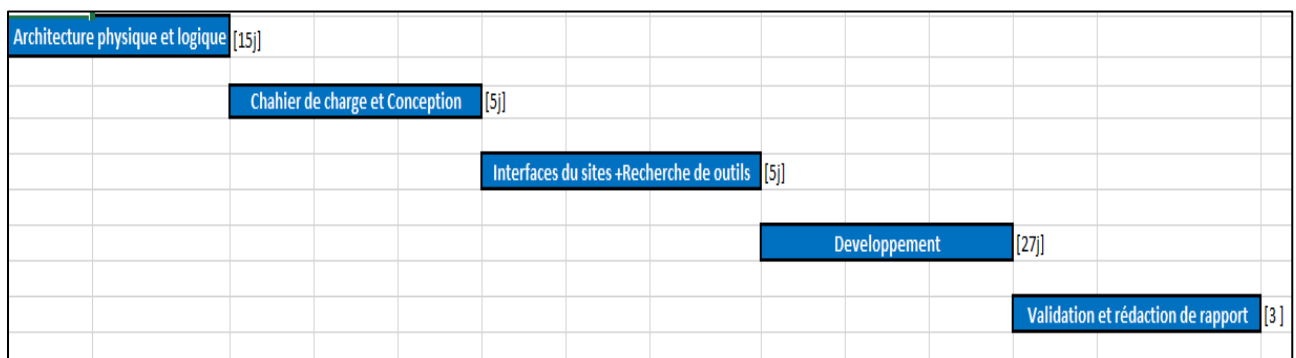 Architecture physique et logique [15j]
Chahier de charge et Conception [5j]
Interfaces du sites +Recherche de outils [5j]
Developpement [27j]
Validation et rédaction de rapport [3 ]